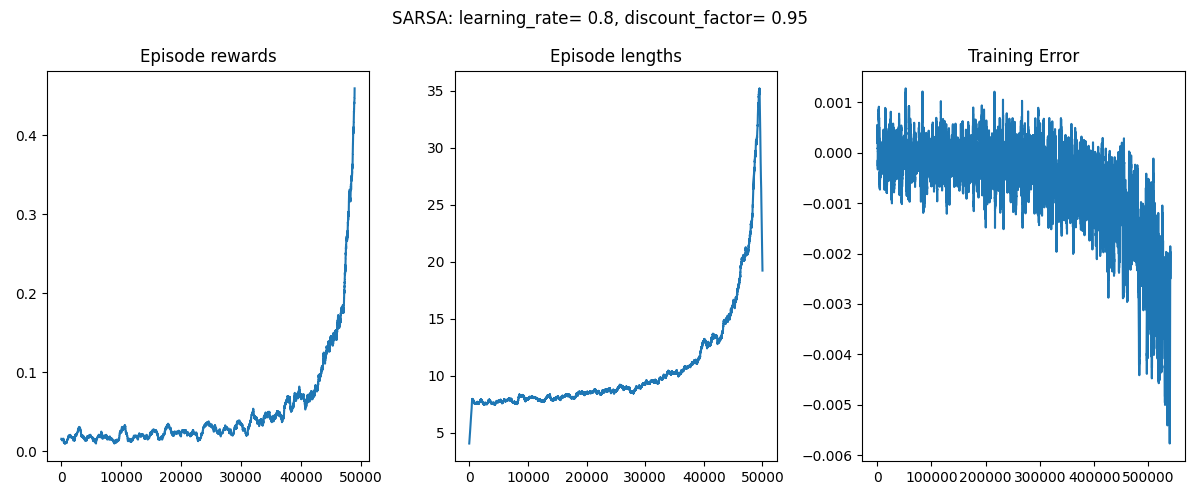 SARSA: learning_rate= 0.8, discount_factor= 0.95
Episode rewards
0.4
0.3
0.2
0.1
0.0
0 10000 20000 30000 40000 50000
Episode lengths
35
30
25
20
15
10
5
0 10000 20000 30000 40000 50000
Training Error
0.001
0.000
−0.001
−0.002
−0.003
−0.004
−0.005
−0.006
0 100000 200000 300000 400000 500000